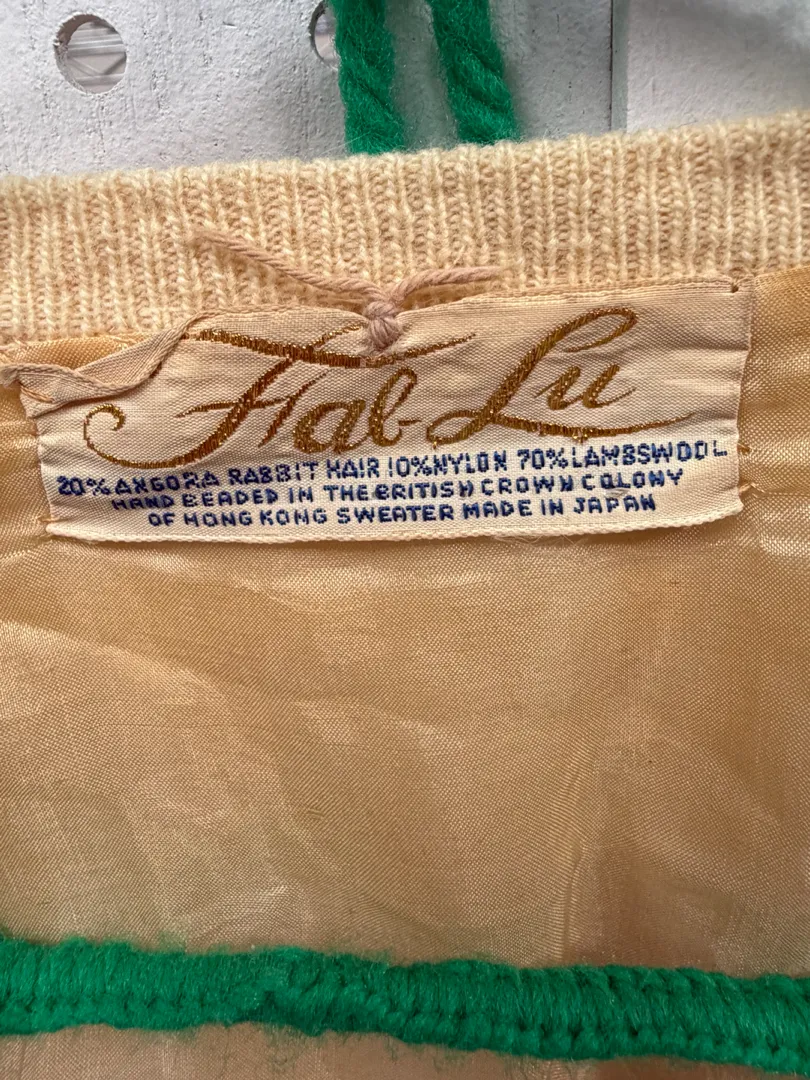 Fab-Lu
20% ANGORA RABBIT HAIR 10% NYLON 70% LAMBSWOOL
HAND BEADED IN THE BRITISH CROWN COLONY
OF HONG KONG SWEATER MADE IN JAPAN